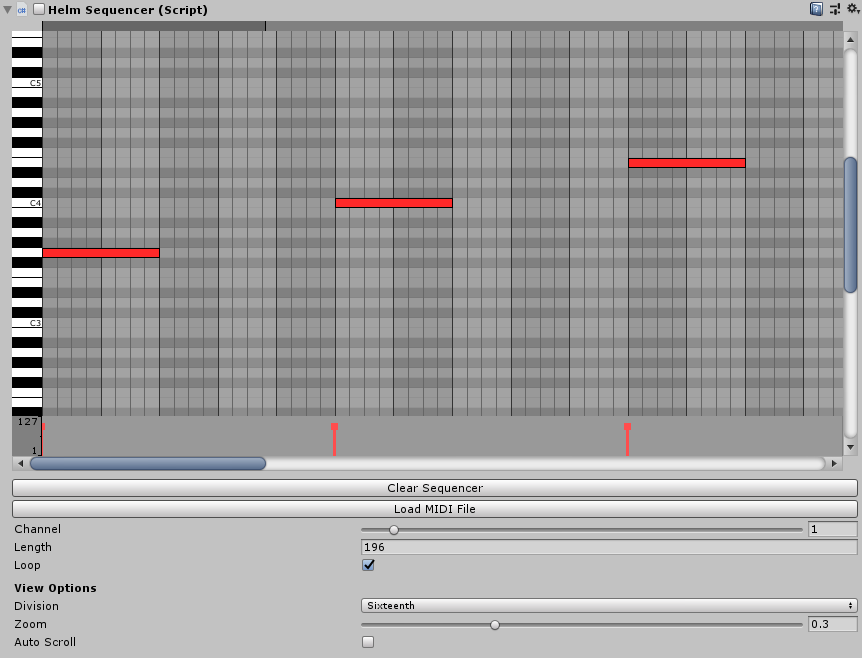 Helm Sequencer (Script)
C5
C4
C3
127
1
Clear Sequencer
Load MIDI File
Channel 1
Length 196
Loop
View Options
Division Sixteenth
Zoom 0.3
Auto Scroll